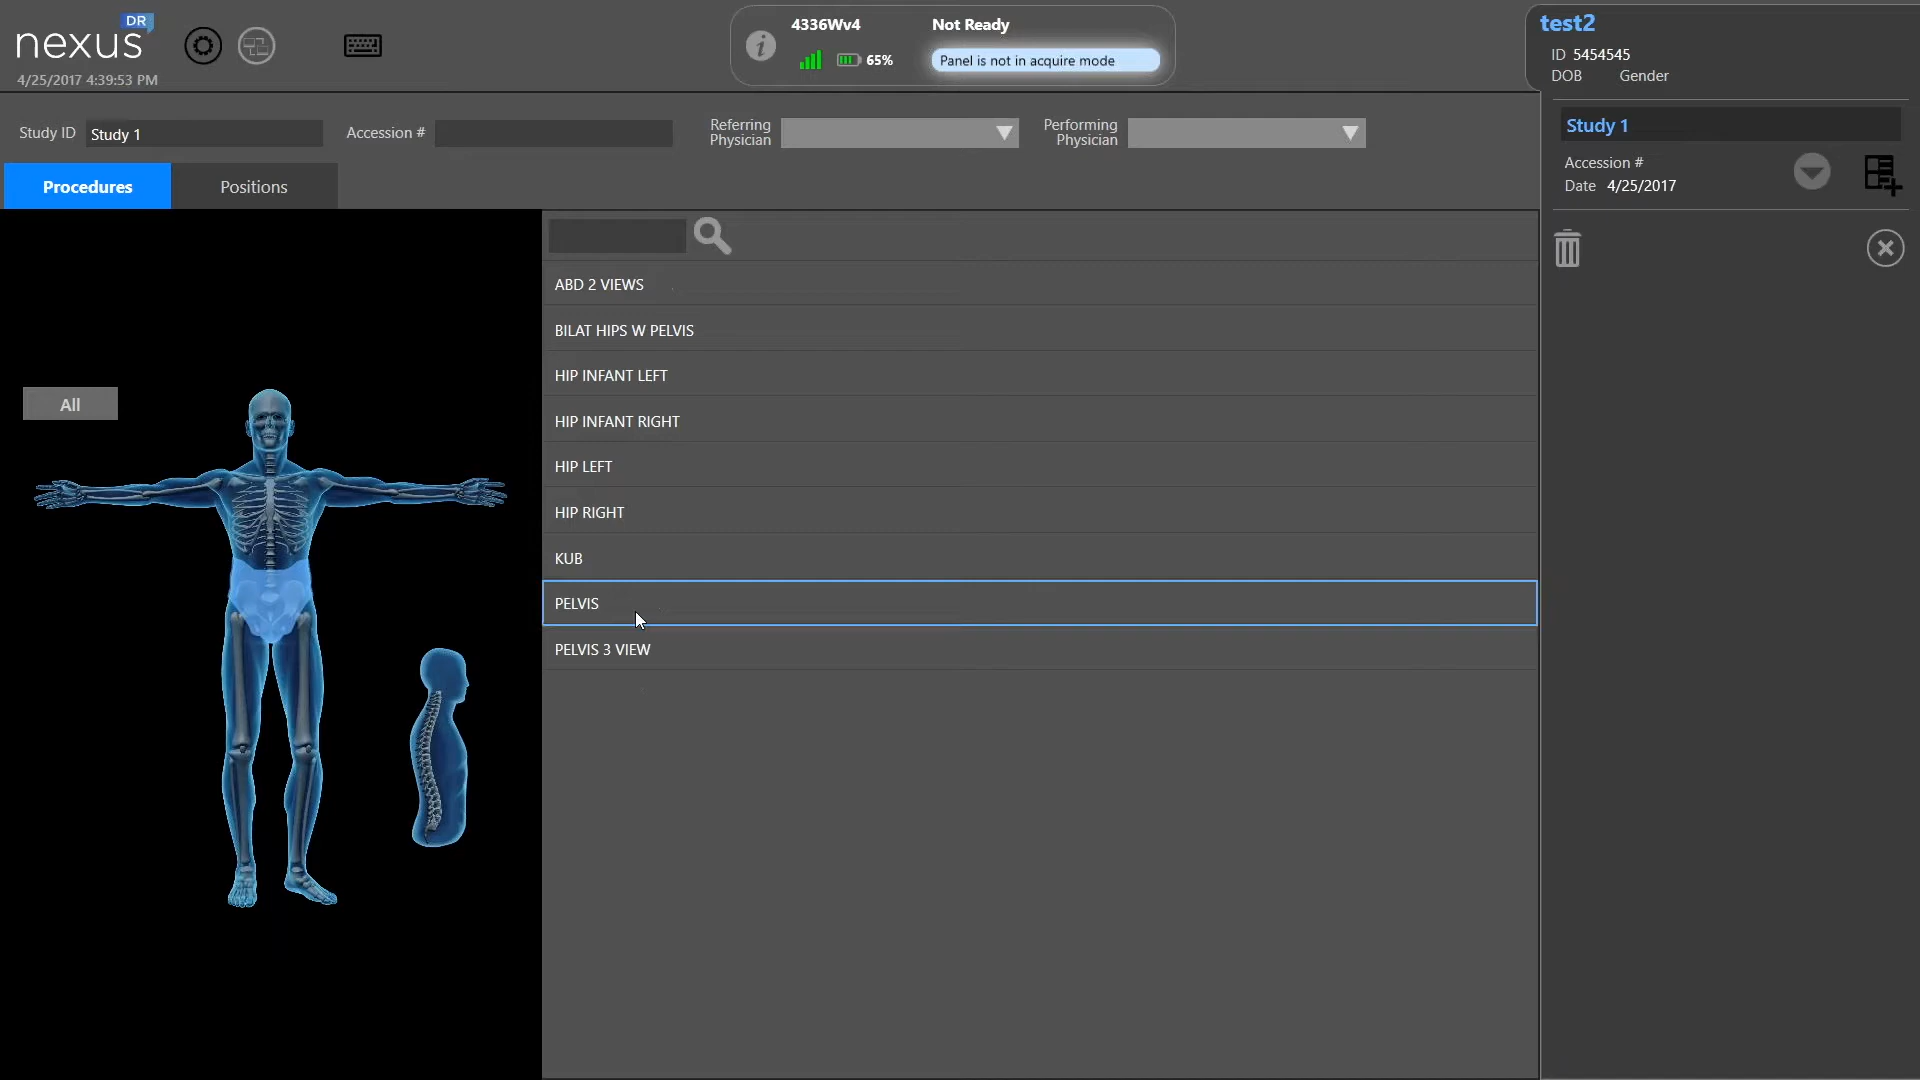 nexus DR
4/25/2017 4:39:53 PM
4336Wv4
Not Ready
65%
Panel is not in acquire mode
test2
ID 5454545
DOB Gender
Study ID Study 1
Accession #
Referring Physician
Performing Physician
Study 1
Accession #
Date 4/25/2017
Procedures
Positions
All
ABD 2 VIEWS
BILAT HIPS W PELVIS
HIP INFANT LEFT
HIP INFANT RIGHT
HIP LEFT
HIP RIGHT
KUB
PELVIS
PELVIS 3 VIEW